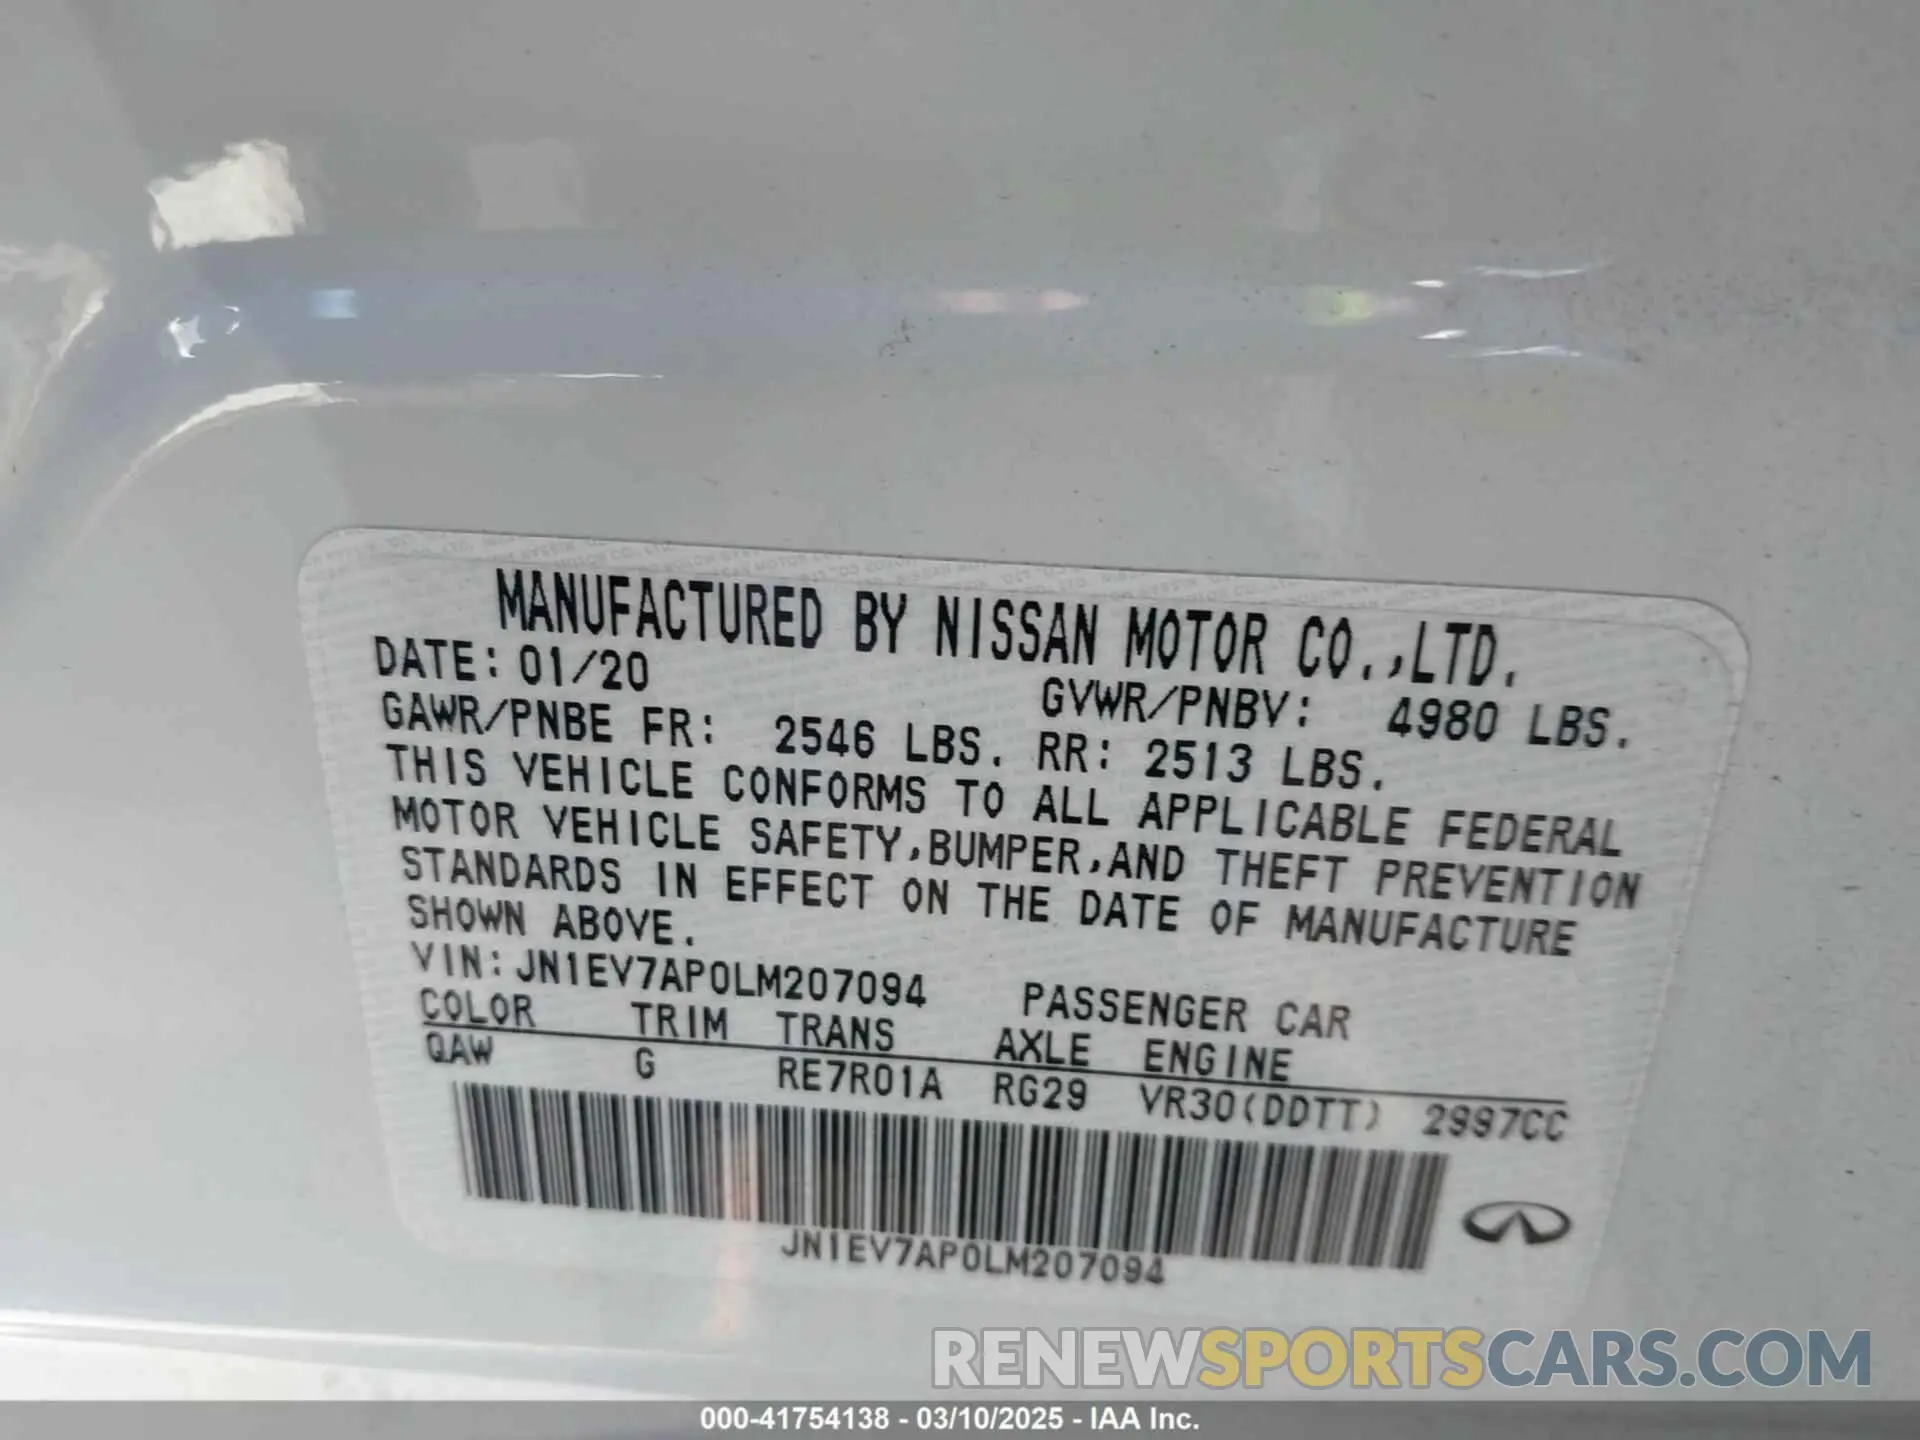 MANUFACTURED BY NISSAN MOTOR CO.,LTD.
DATE: 01/20 GVWR/PNBV: 4980 LBS.
GAWR/PNBE FR: 2546 LBS. RR: 2513 LBS.
THIS VEHICLE CONFORMS TO ALL APPLICABLE FEDERAL
MOTOR VEHICLE SAFETY,BUMPER,AND THEFT PREVENTION
STANDARDS IN EFFECT ON THE DATE OF MANUFACTURE
SHOWN ABOVE.
VIN: JN1EV7AP0LM207094 PASSENGER CAR
COLOR TRIM TRANS AXLE ENGINE
QAW G RE7R01A RG29 VR30(DDTT) 2997CC
JN1EV7AP0LM207094
RENEWSPORTSCARS.COM
000-41754138 - 03/10/2025 - IAA Inc.